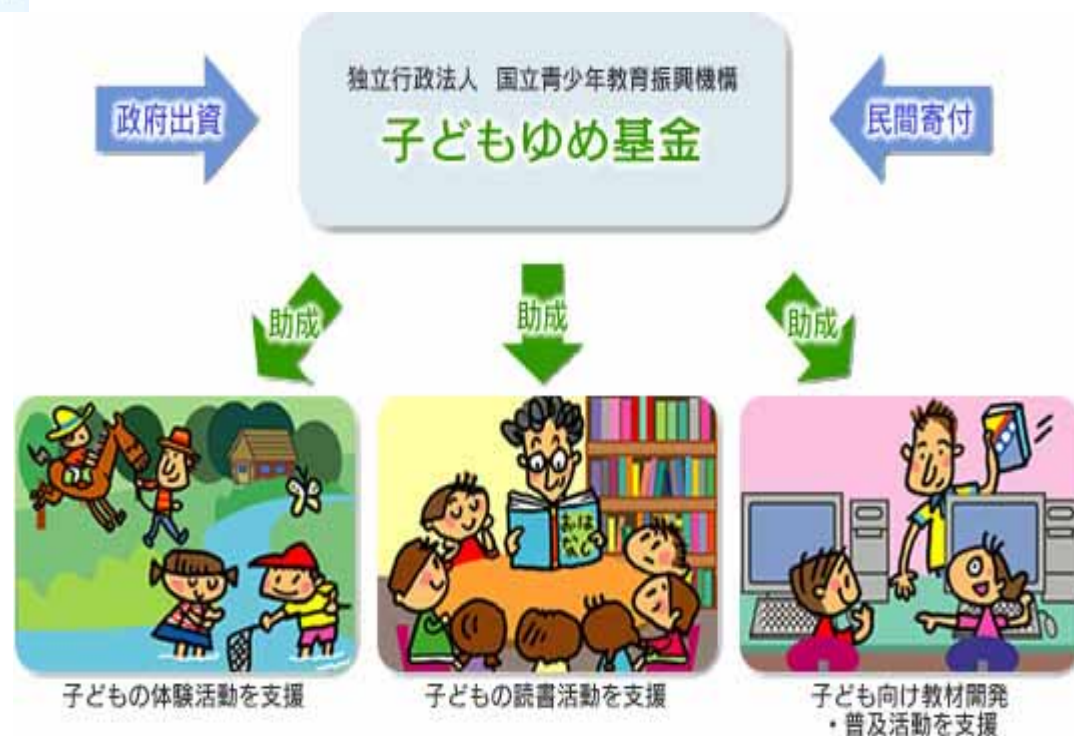 独立行政法人 国立青少年教育振興機構
子どもゆめ基金
政府出資
民間寄付
助成
助成
助成
おはなし
子どもの体験活動を支援
子どもの読書活動を支援
子ども向け教材開発
・普及活動を支援